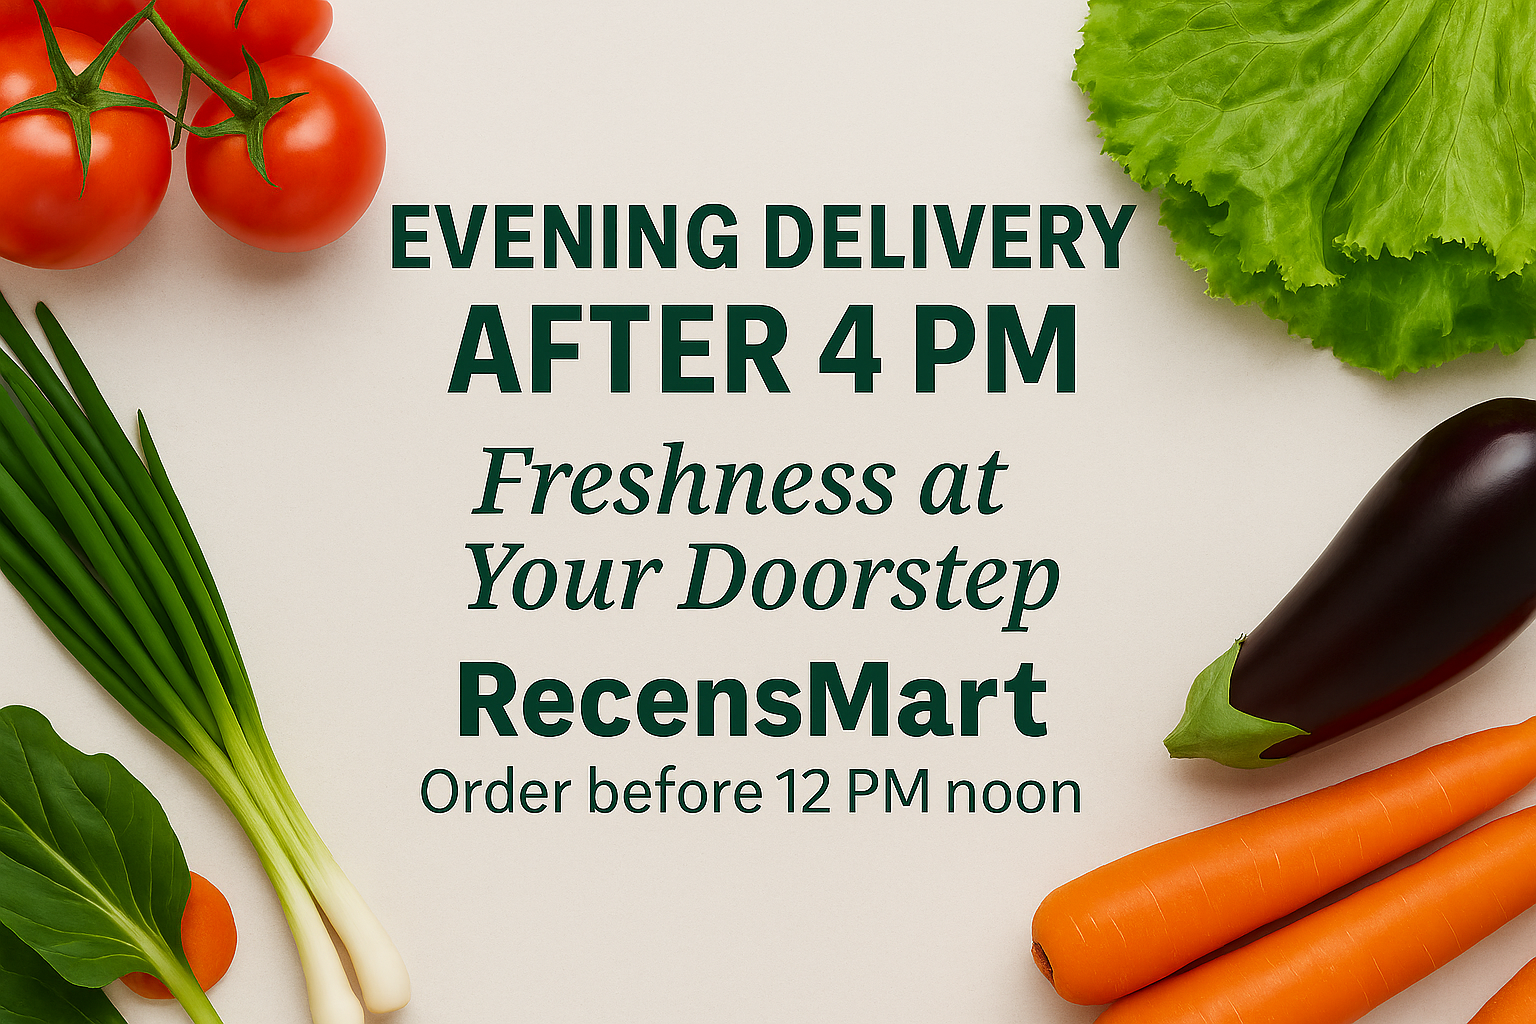 EVENING DELIVERY
AFTER 4 PM
Freshness at
Your Doorstep
RecensMart
Order before 12 PM noon